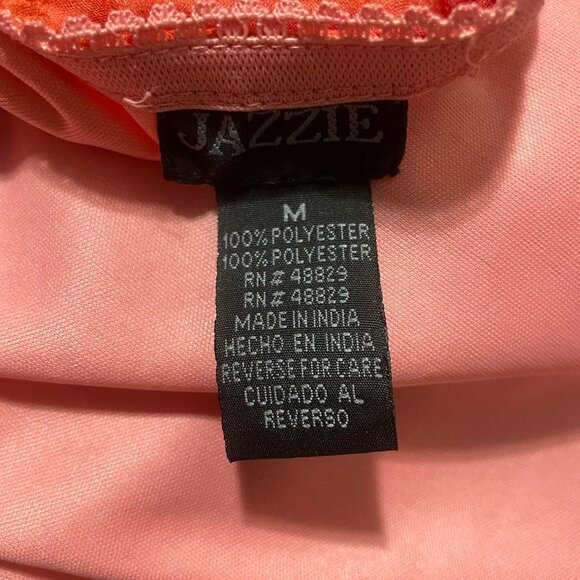 JAZZIE
M
100% POLYESTER
100% POLYESTER
RN# 48829
RN# 48829
MADE IN INDIA
HECHO EN INDIA
REVERSE FOR CARE
CUIDADO AL
REVERSO